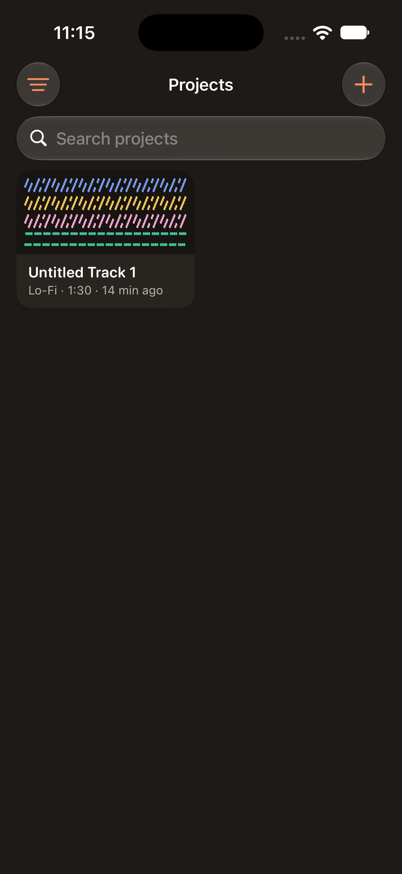 11:15
Projects
Search projects
Untitled Track 1
Lo-Fi · 1:30 · 14 min ago